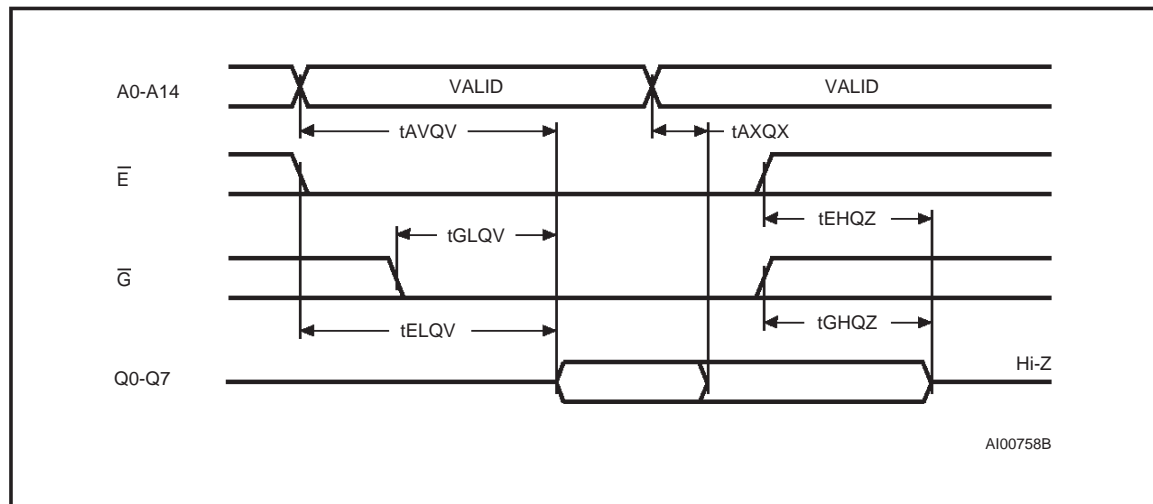 A0-A14
VALID
VALID
tAVQV
tAXQX
E
tEHQZ
tGLQV
G
tGHQZ
tELQV
Q0-Q7
Hi-Z
AI00758B